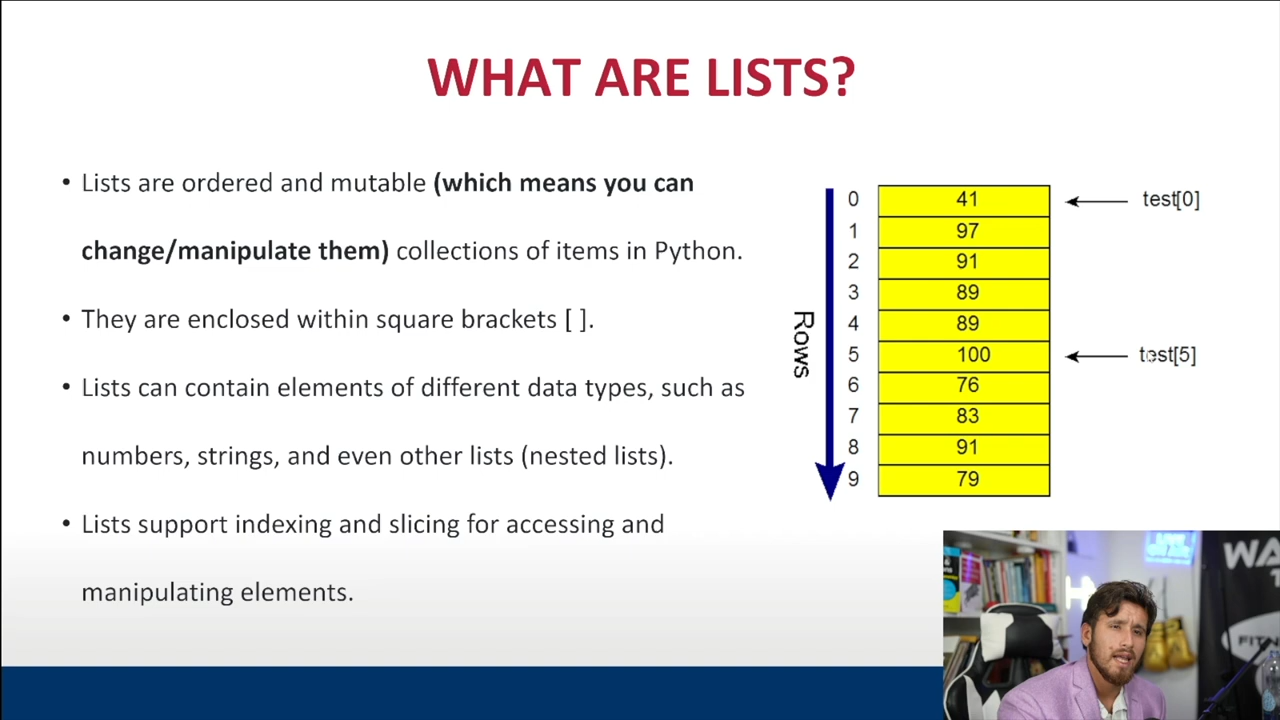 WHAT ARE LISTS?
• Lists are ordered and mutable (which means you can
change/manipulate them) collections of items in Python.
• They are enclosed within square brackets [ ].
• Lists can contain elements of different data types, such as
numbers, strings, and even other lists (nested lists).
• Lists support indexing and slicing for accessing and
manipulating elements.
Rows
0 41 test[0]
1 97
2 91
3 89
4 89
5 100 test[5]
6 76
7 83
8 91
9 79